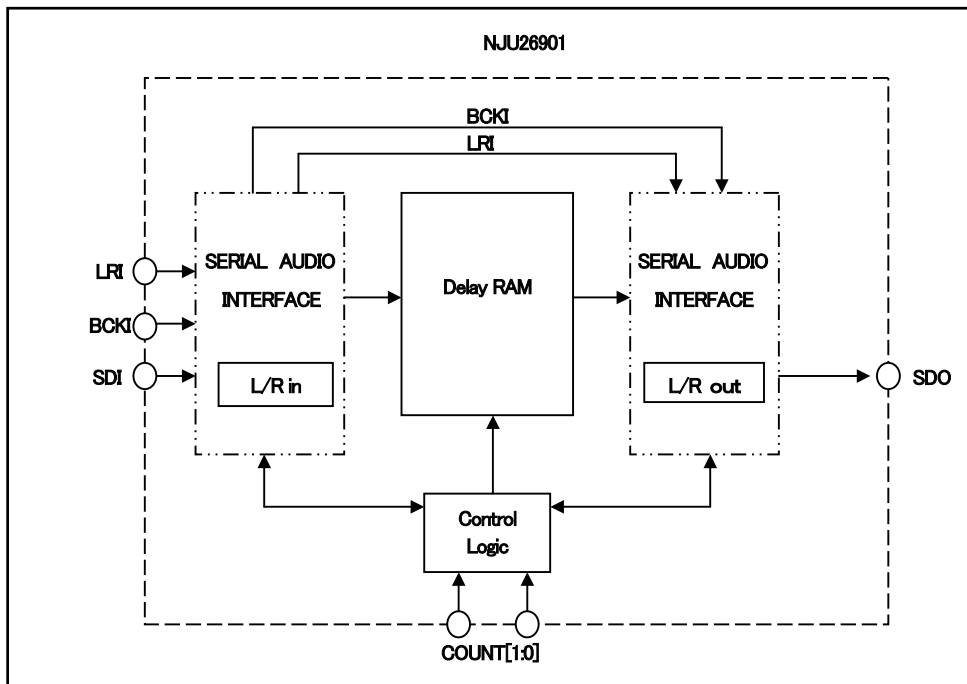 NJU26901
BCKI
LRI
LRI
BCKI
SDI
SERIAL AUDIO
INTERFACE
L/R in
Delay RAM
SERIAL AUDIO
INTERFACE
L/R out
SDO
Control
Logic
COUNT[1:0]